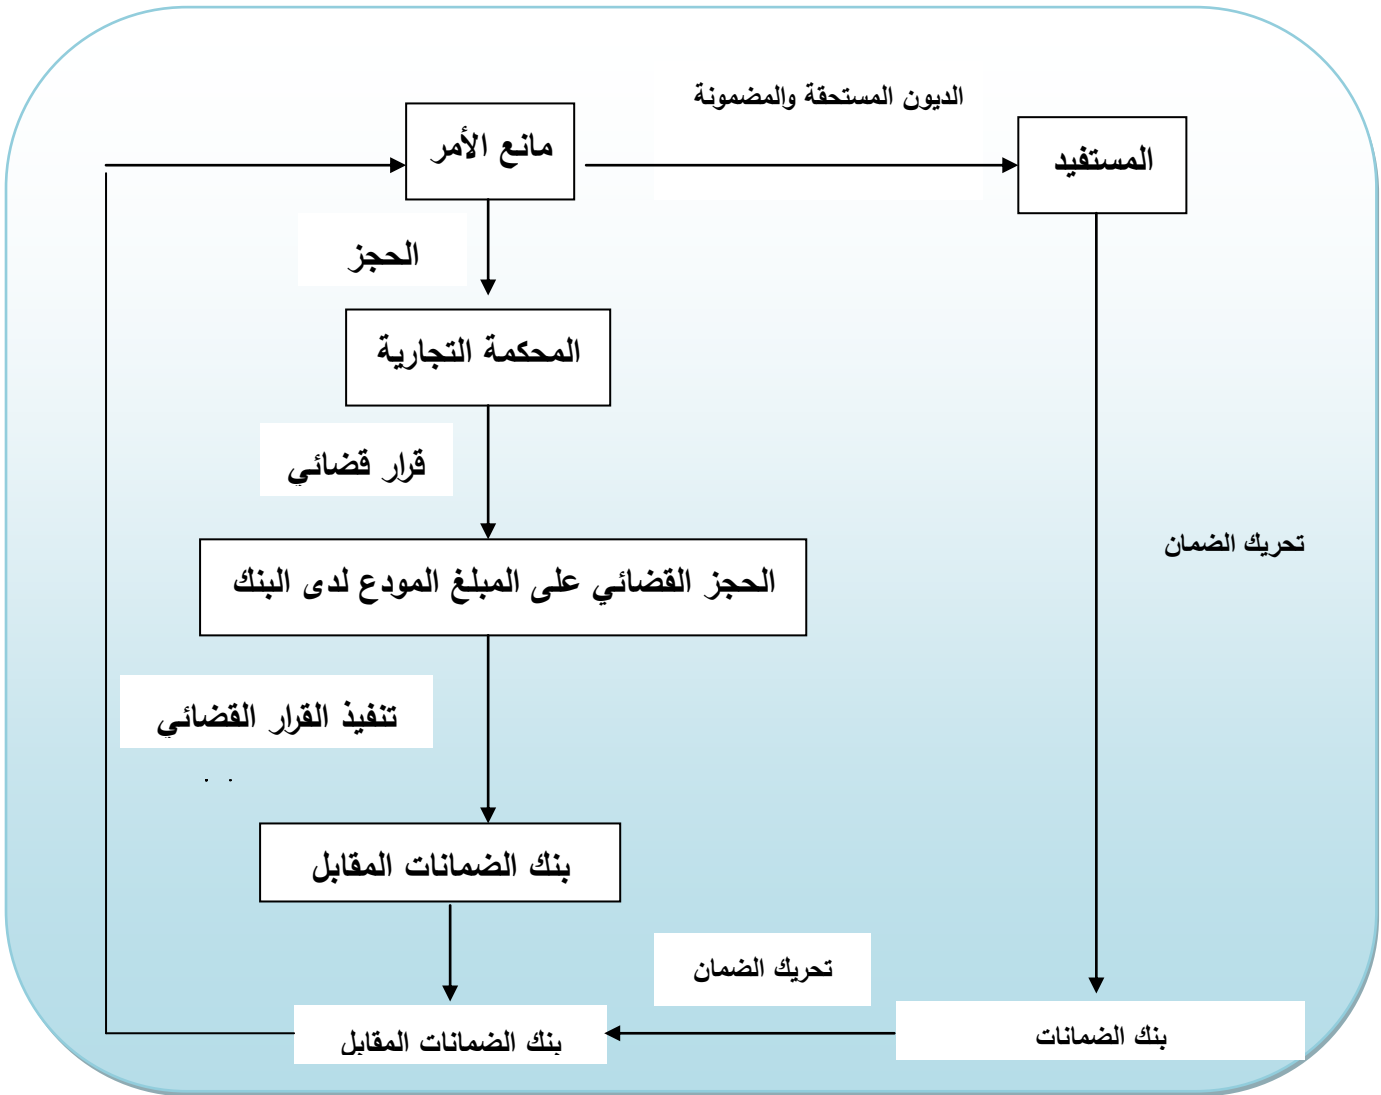 الديون المستحقة والمضمونة
المستفيد
مانع الأمر
الحجز
المحكمة التجارية
قرار قضائي
الحجز القضائي على المبلغ المودع لدى البنك
تحريك الضمان
تنفيذ القرار القضائي
بنك الضمانات المقابل
تحريك الضمان
بنك الضمانات
بنك الضمانات المقابل